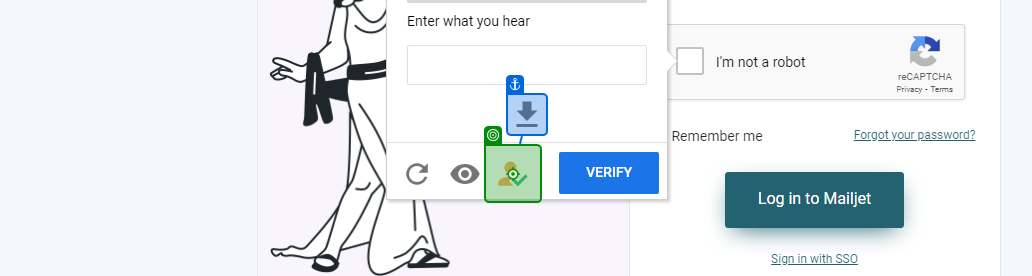 Enter what you hear
I'm not a robot
reCAPTCHA
Privacy - Terms
Remember me
Forgot your password?
VERIFY
Log in to Mailjet
Sign in with SSO